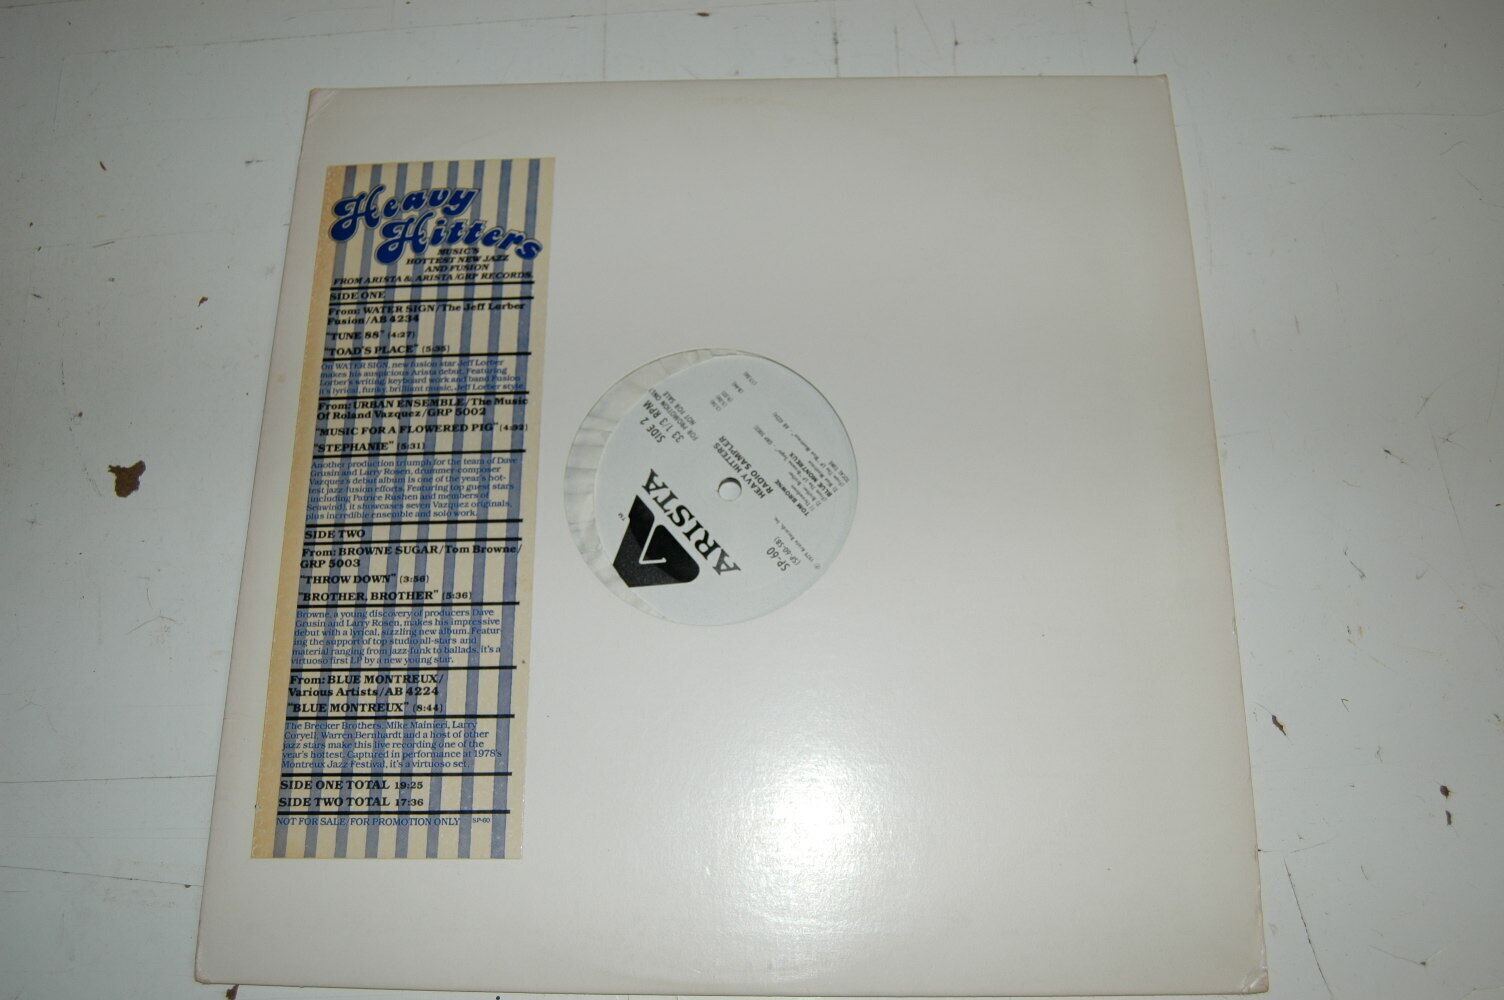 Heavy
Hitters
MUSIC'S
HOTTEST NEW JAZZ
AND FUSION
FROM ARISTA & ARISTA/GRP RECORDS.
SIDE ONE
From: WATER SIGN/The Jeff Lorber
Fusion/AB 4234
"TUNE 88" (4:27)
"TOAD'S PLACE" (5:35)
On WATER SIGN, new fusion star Jeff Lorber
makes his auspicious Arista debut. Featuring
Lorber's writing, keyboard work and band Fusion
it's lyrical, funky, brilliant music, Jeff Lorber style.
From: URBAN ENSEMBLE/The Music
Of Roland Vazquez/GRP 5002
"MUSIC FOR A FLOWERED PIG" (4:32)
"STEPHANIE" (5:31)
Another production triumph for the team of Dave
Grusin and Larry Rosen, drummer-composer
Vazquez's debut album is one of the year's hot-
test jazz-fusion efforts. Featuring top guest stars
including Patrice Rushen and members of
Seawind), it showcases seven Vazquez originals,
plus incredible ensemble and solo work.
SIDE TWO
From: BROWNE SUGAR/Tom Browne/
GRP 5003
"THROW DOWN" (3:56)
"BROTHER, BROTHER" (5:36)
Browne, a young discovery of producers Dave
Grusin and Larry Rosen, makes his impressive
debut with a lyrical, sizzling new album. Featur
ing the support of top studio all-stars and
material ranging from jazz-funk to ballads, it's a
virtuoso first LP by a new young star.
From: BLUE MONTREUX/
Various Artists/AB 4224
"BLUE MONTREUX" (8:44)
The Brecker Brothers, Mike Mainieri, Larry
Coryell, Warren Bernhardt and a host of other
jazz stars make this live recording one of the
year's hottest. Captured in performance at 1978's
Montreux Jazz Festival, it's a virtuoso set.
SIDE ONE TOTAL 19:25
SIDE TWO TOTAL 17:36
NOT FOR SALE/FOR PROMOTION ONLY SP-60
ARISTA
TM
HEAVY HITTERS
RADIO SAMPLER
SIDE 2
33 1/3 RPM
FOR PROMOTION ONLY
NOT FOR SALE
SP-60
(SP-60-SB)
TOM BROWNE
BLUE MONTREUX